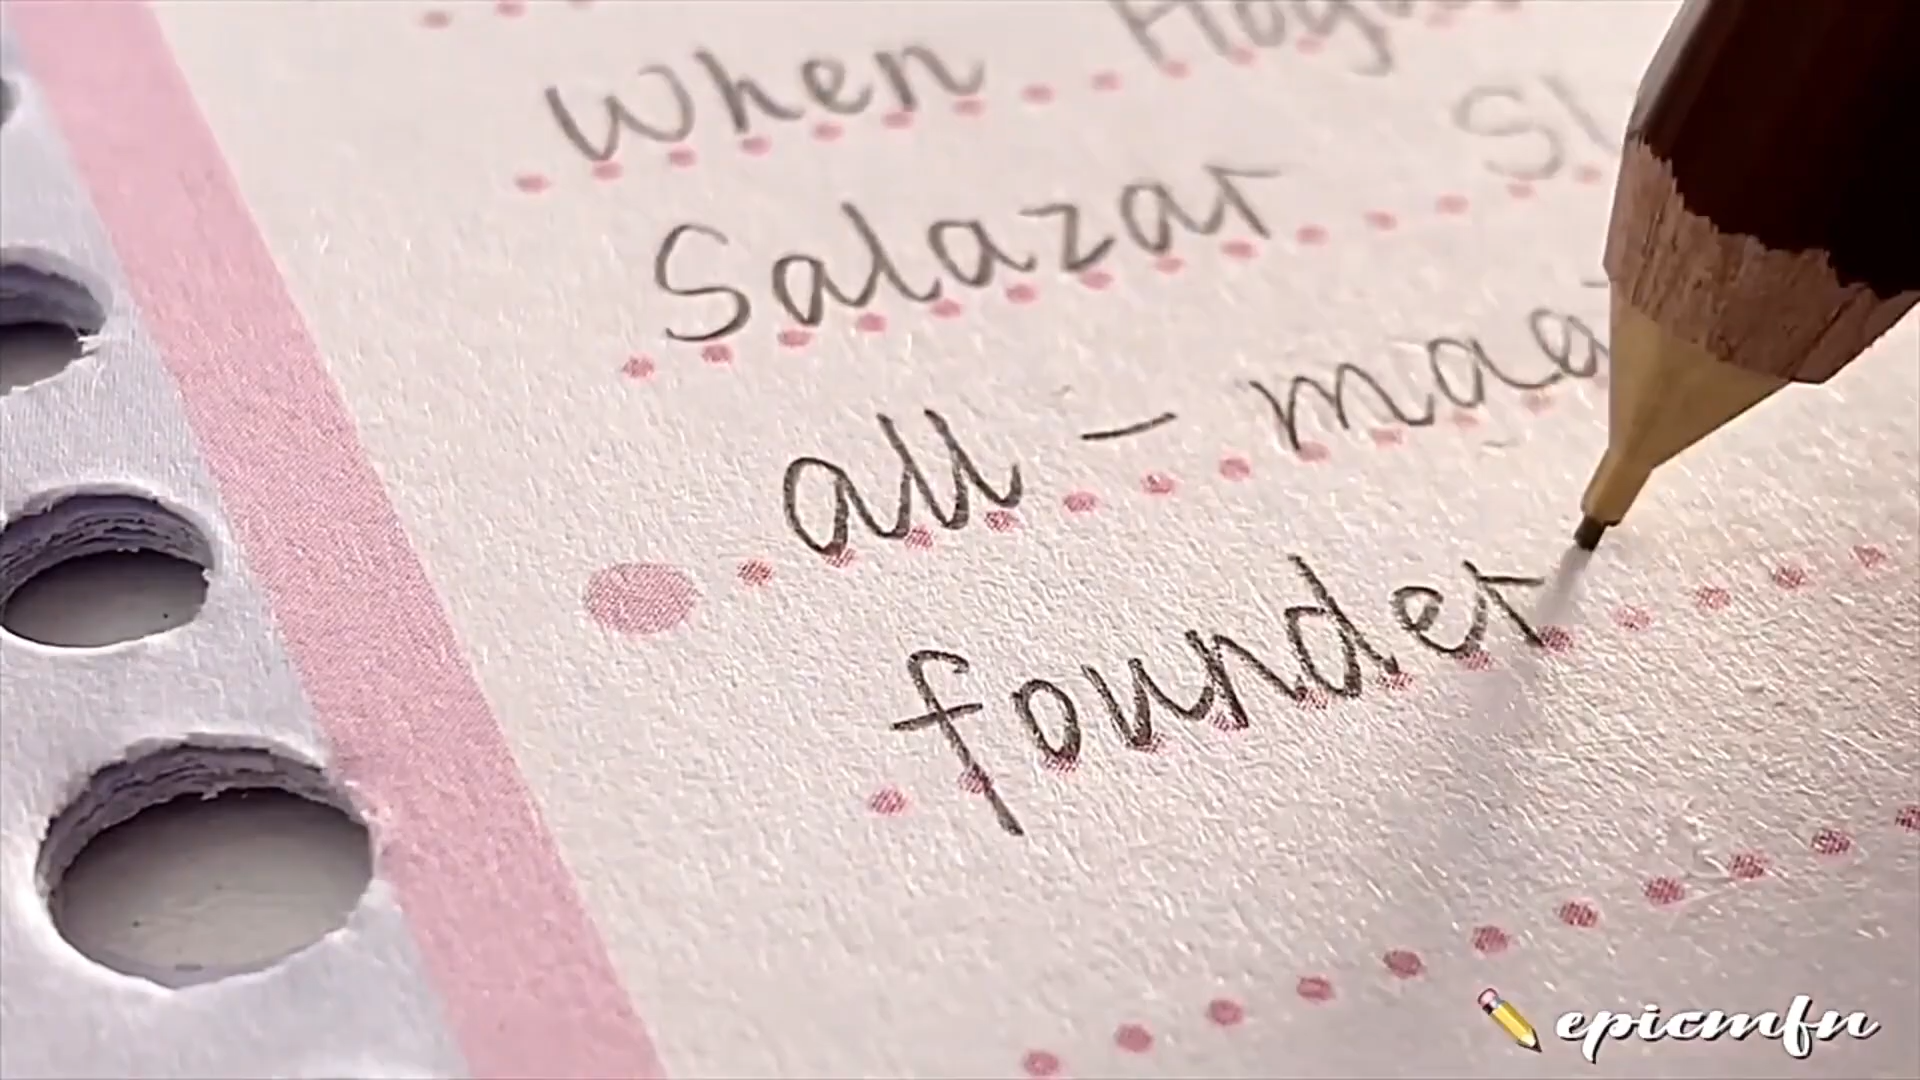 When
Salazar
all -
founder
epicmfn